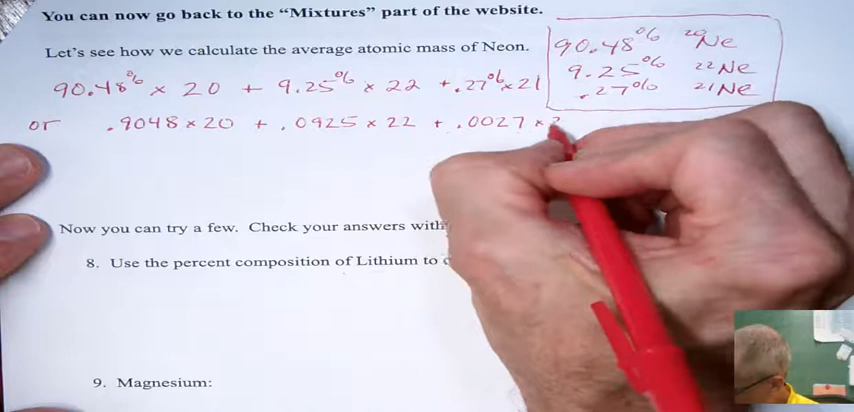 You can now go back to the “Mixtures” part of the website.
Let’s see how we calculate the average atomic mass of Neon.
90.48% ²⁰Ne
9.25% ²²Ne
.27% ²¹Ne
90.48% × 20 + 9.25% × 22 + .27% × 21
or .9048 × 20 + .0925 × 22 + .0027 ×
Now you can try a few. Check your answers with
8. Use the percent composition of Lithium to
9. Magnesium: